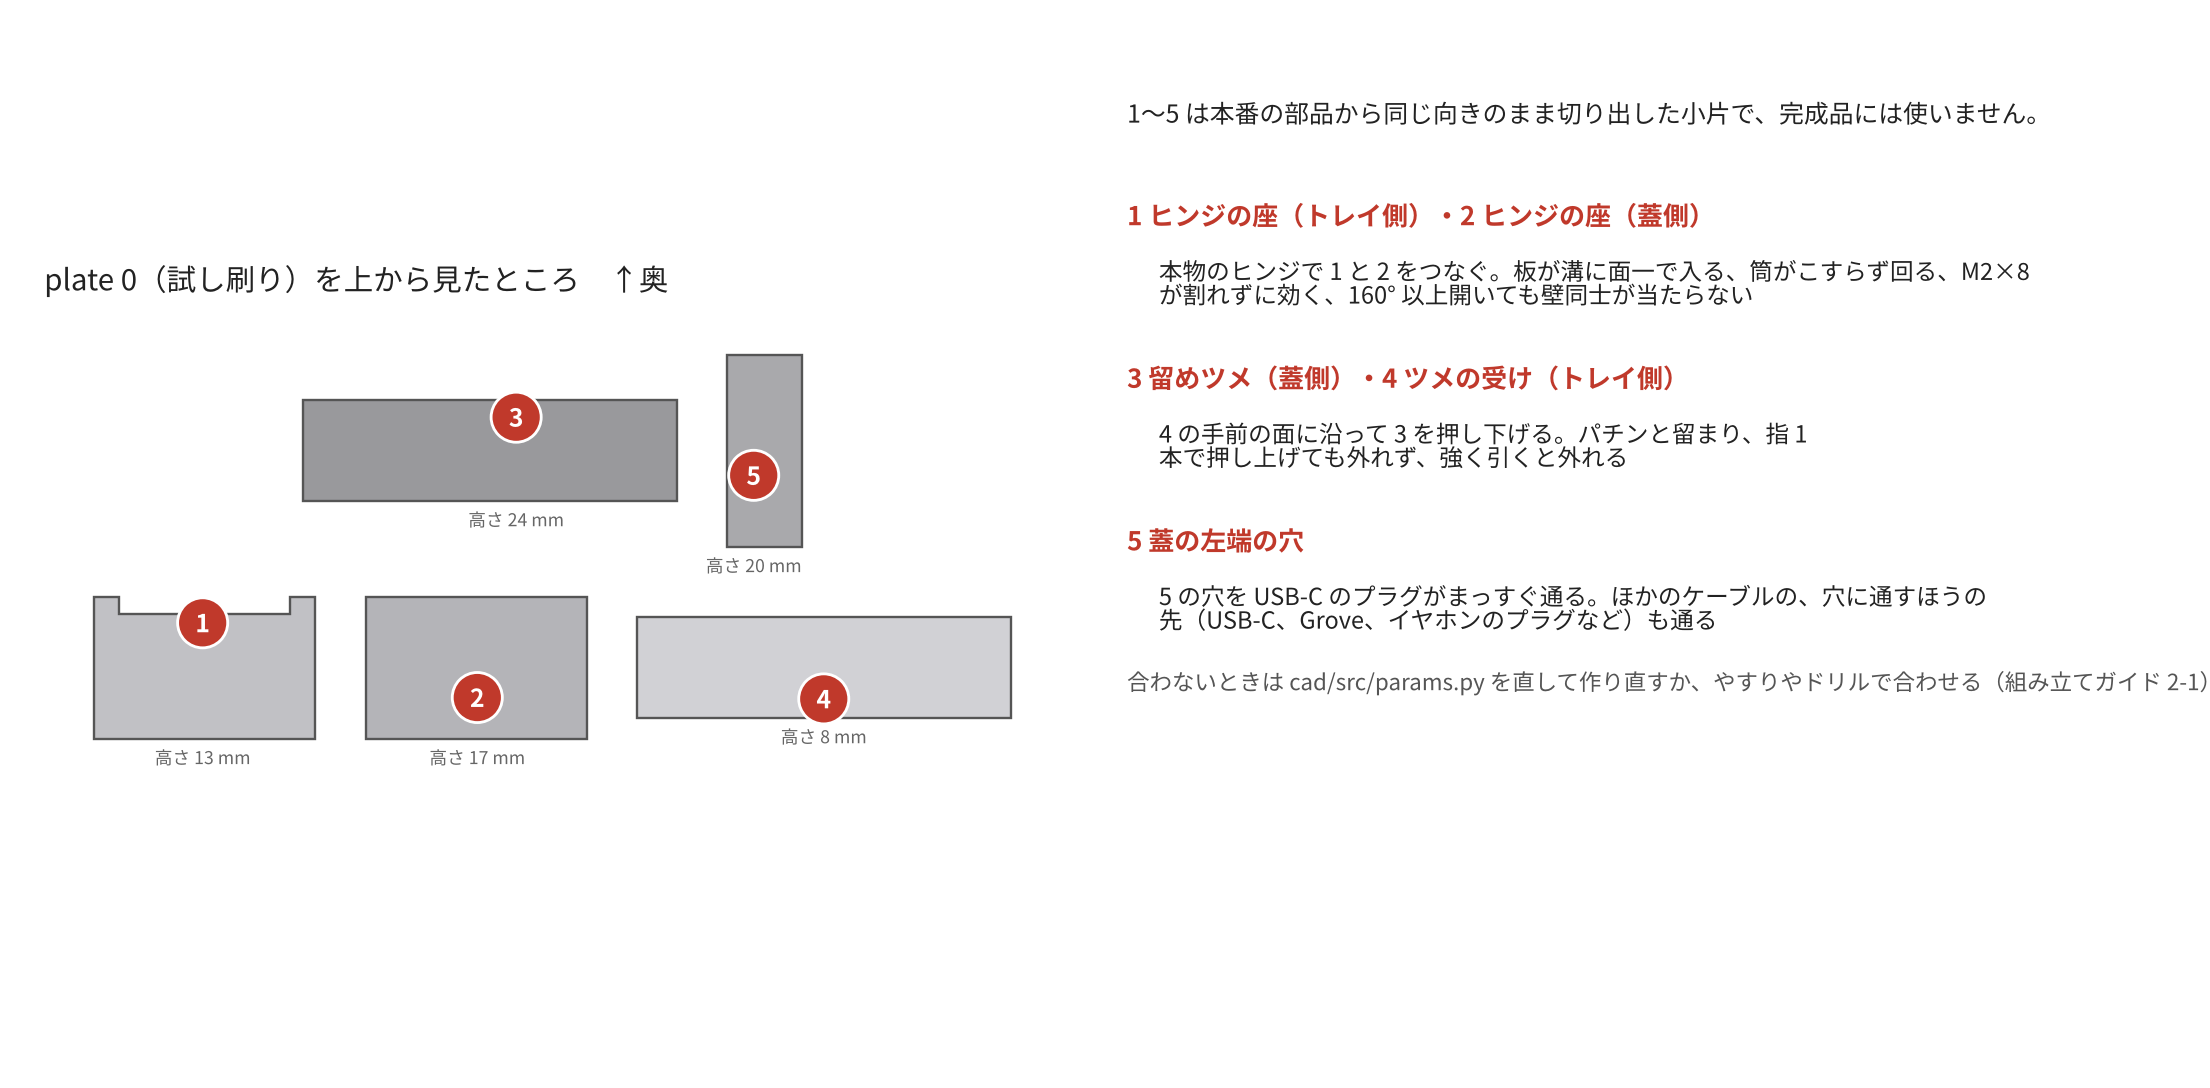 plate 0（試し刷り）を上から見たところ　↑奥
3
高さ 24 mm
5
高さ 20 mm
1
高さ 13 mm
2
高さ 17 mm
4
高さ 8 mm
1〜5 は本番の部品から同じ向きのまま切り出した小片で、完成品には使いません。
1 ヒンジの座（トレイ側）・2 ヒンジの座（蓋側）
本物のヒンジで 1 と 2 をつなぐ。板が溝に面一で入る、筒がこすらず回る、M2×8
が割れずに効く、160° 以上開いても壁同士が当たらない
3 留めツメ（蓋側）・4 ツメの受け（トレイ側）
4 の手前の面に沿って 3 を押し下げる。パチンと留まり、指 1
本で押し上げても外れず、強く引くと外れる
5 蓋の左端の穴
5 の穴を USB-C のプラグがまっすぐ通る。ほかのケーブルの、穴に通すほうの
先（USB-C、Grove、イヤホンのプラグなど）も通る
合わないときは cad/src/params.py を直して作り直すか、やすりやドリルで合わせる（組み立てガイド 2-1）